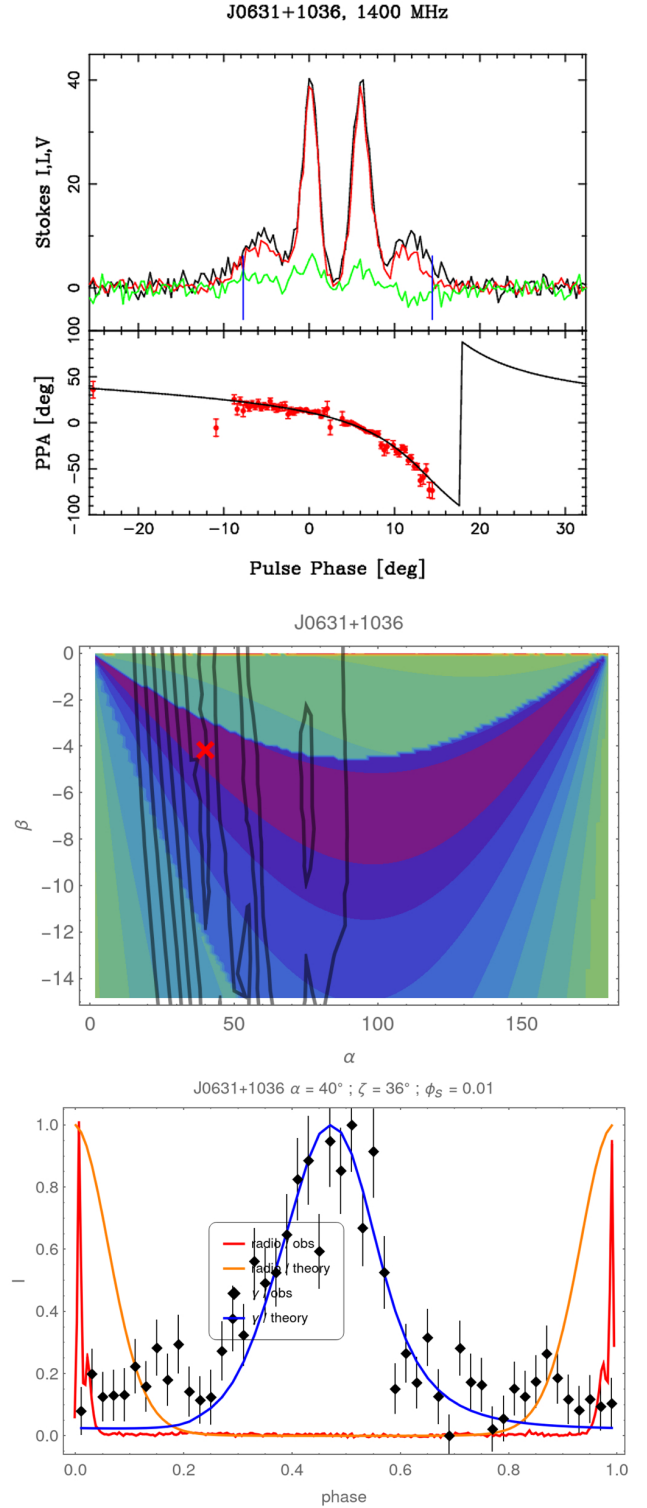 J0631+1036, 1400 MHz
Stokes I,L,V
40
20
0
PPA [deg]
100
50
0
−50
−100
−20
−10
0
10
20
30
Pulse Phase [deg]
J0631+1036
β
0
−2
−4
−6
−8
−10
−12
−14
0
50
100
150
α
J0631+1036 α = 40° ; ζ = 36° ; ϕs = 0.01
I
1.0
0.8
0.6
0.4
0.2
0.0
radio / obs
radio / theory
γ / obs
γ / theory
0.0
0.2
0.4
0.6
0.8
1.0
phase